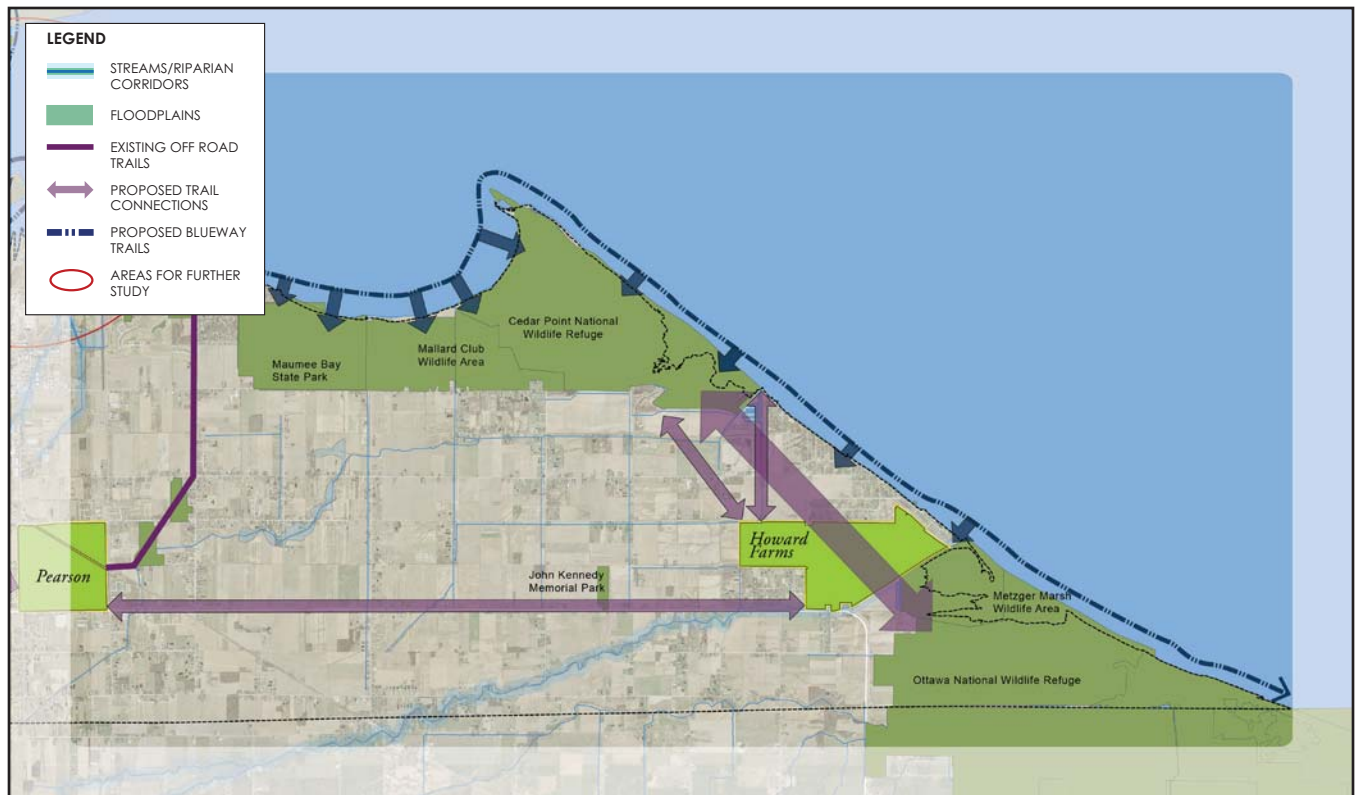 LEGEND
STREAMS/RIPARIAN
CORRIDORS
FLOODPLAINS
EXISTING OFF ROAD
TRAILS
PROPOSED TRAIL
CONNECTIONS
PROPOSED BLUEWAY
TRAILS
AREAS FOR FURTHER
STUDY
Cedar Point National
Wildlife Refuge
Mallard Club
Wildlife Area
Maumee Bay
State Park
Howard
Farms
Pearson
John Kennedy
Memorial Park
Metzger Marsh
Wildlife Area
Ottawa National Wildlife Refuge